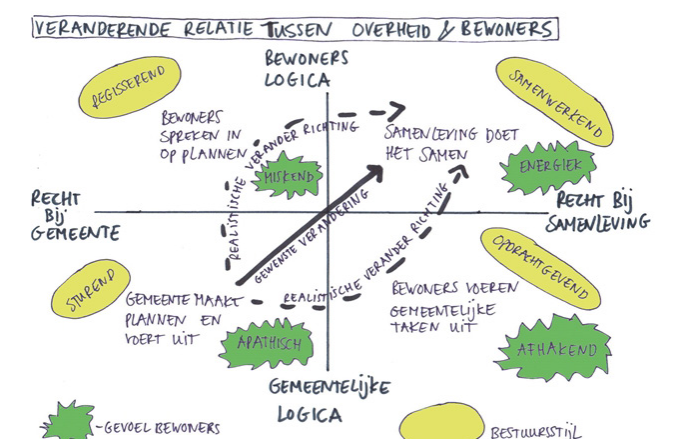 VERANDERENDE RELATIE TUSSEN OVERHEID & BEWONERS
BEWONERS
LOGICA
REGISSEREND
SAMENWERKEND
BEWONERS
SPREKEN IN
OP PLANNEN
REALISTISCHE VERANDER RICHTING
SAMENLEVING DOET
HET SAMEN
MISKEND
ENERGIEK
RECHT
BIJ
GEMEENTE
RECHT BIJ
SAMENLEVING
GEWENSTE VERANDERING
REALISTISCHE VERANDER RICHTING
STUREND
OPDRACHTGEVEND
GEMEENTE MAAKT
PLANNEN EN
VOERT UIT
BEWONERS VOEREN
GEMEENTELIJKE
TAKEN UIT
APATHISCH
AFHAKEND
GEMEENTELIJKE
LOGICA
-GEVOEL BEWONERS
BESTUURSSTIJL